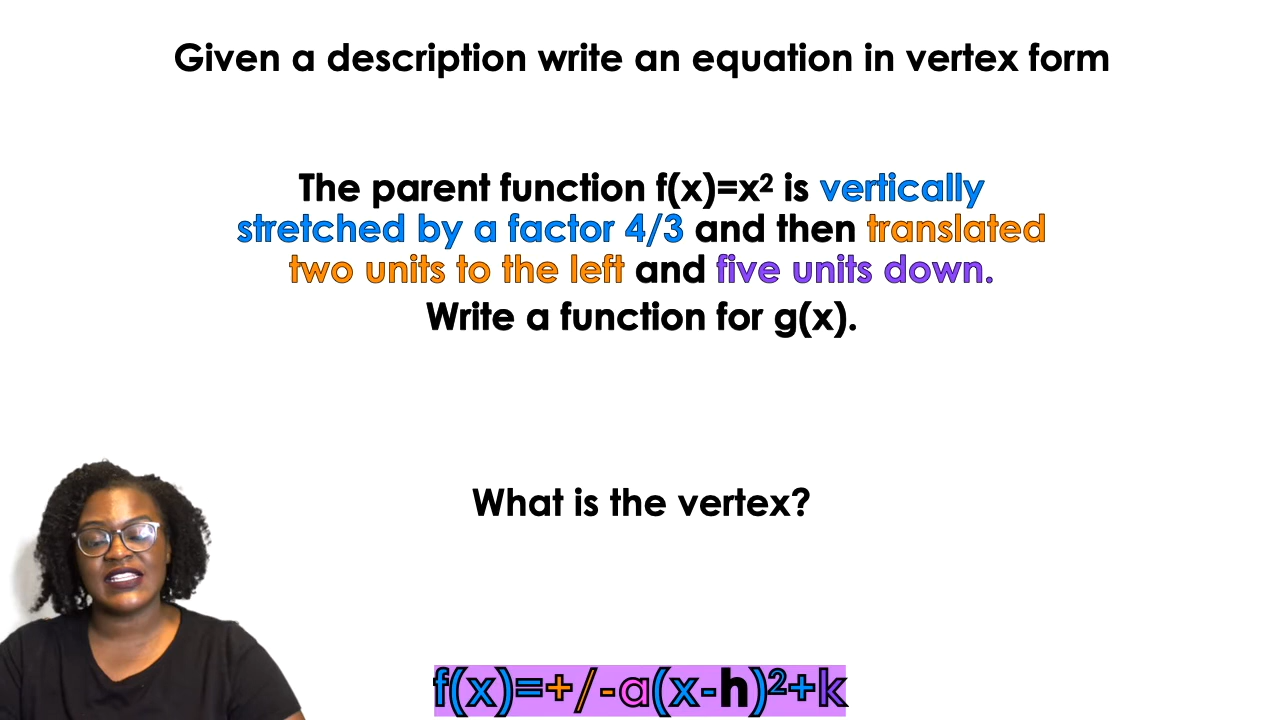 Given a description write an equation in vertex form
The parent function f(x)=x² is vertically
stretched by a factor 4/3 and then translated
two units to the left and five units down.
Write a function for g(x).
What is the vertex?
f(x)=+/-a(x-h)²+k